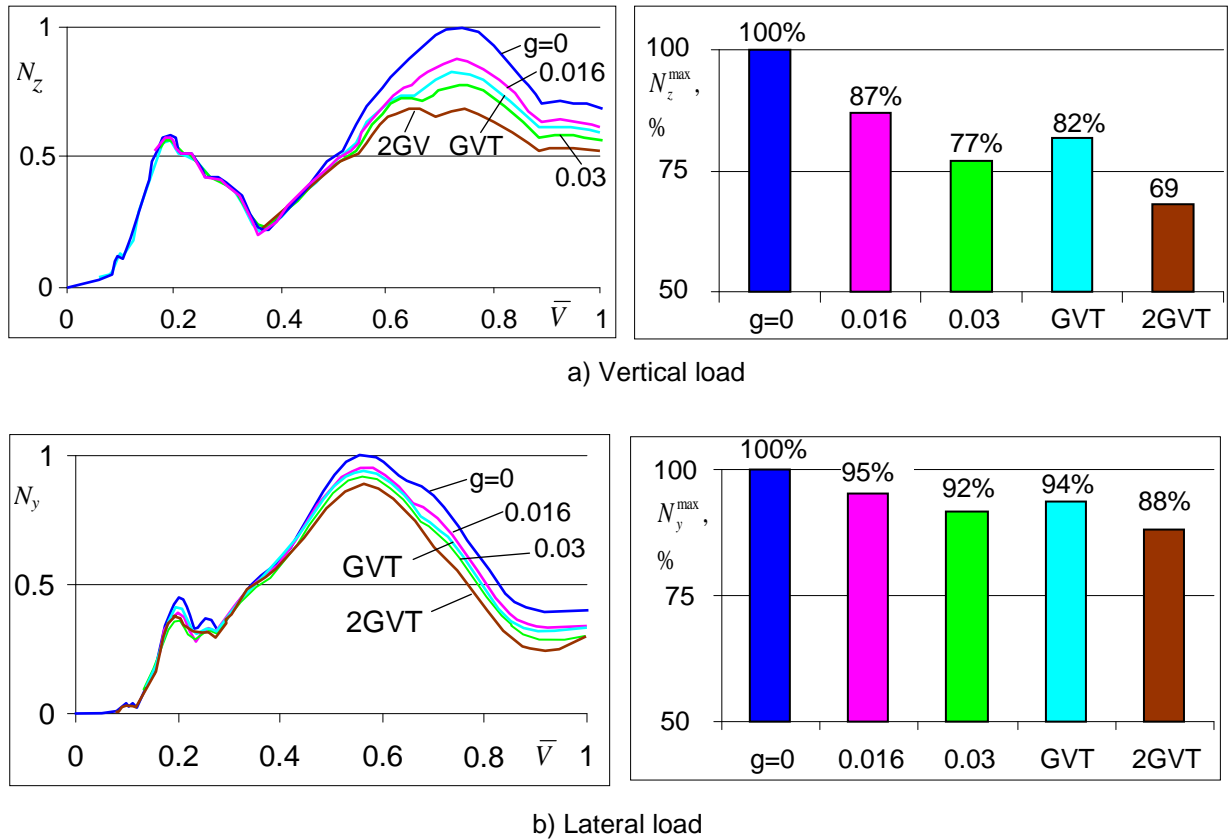 1
N_z
0.5
0
0 0.2 0.4 0.6 V̅ 0.8 1
g=0
0.016
2GV
GVT
0.03
100
N_z^max,
%
75
50
100%
87%
77%
82%
69
g=0 0.016 0.03 GVT 2GVT
a) Vertical load
1
N_y
0.5
0
0 0.2 0.4 0.6 0.8 V̅ 1
g=0
0.016
0.03
GVT
2GVT
100
N_y^max,
%
75
50
100%
95%
92%
94%
88%
g=0 0.016 0.03 GVT 2GVT
b) Lateral load